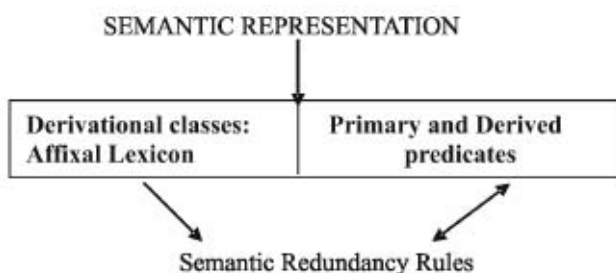 SEMANTIC REPRESENTATION
Derivational classes:
Affixal Lexicon
Primary and Derived
predicates
Semantic Redundancy Rules